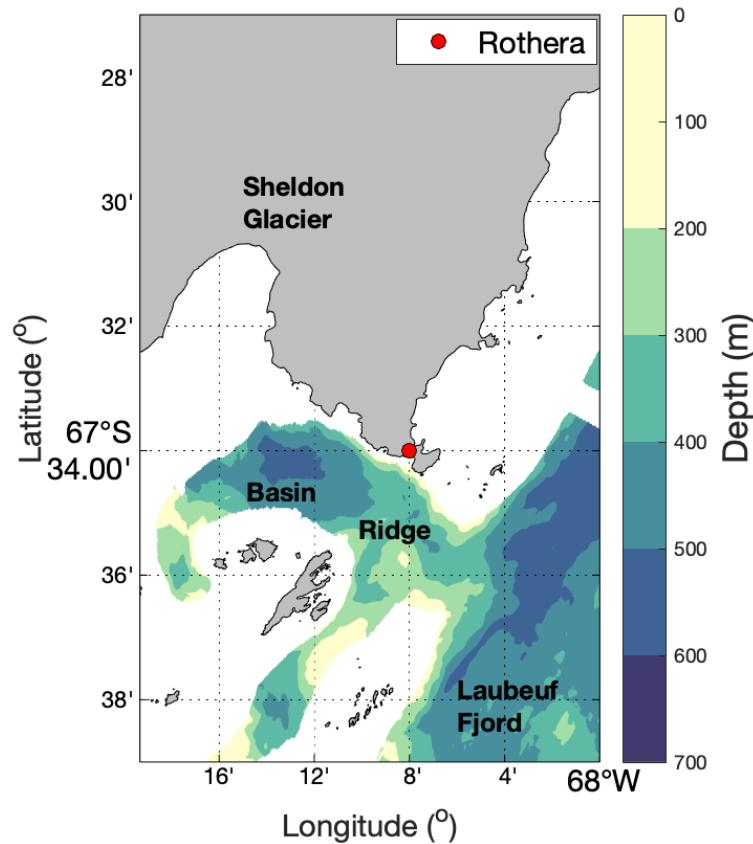 Rothera
0
28'
100
Sheldon
Glacier
30'
200
300
32'
Latitude (°)
Depth (m)
67°S
34.00'
400
Basin
Ridge
500
36'
600
Laubeuf
Fjord
38'
700
16'
12'
8'
4'
68°W
Longitude (°)